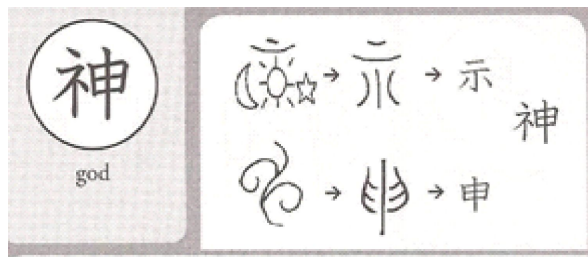 神
god
→ → 示
神
→ → 申